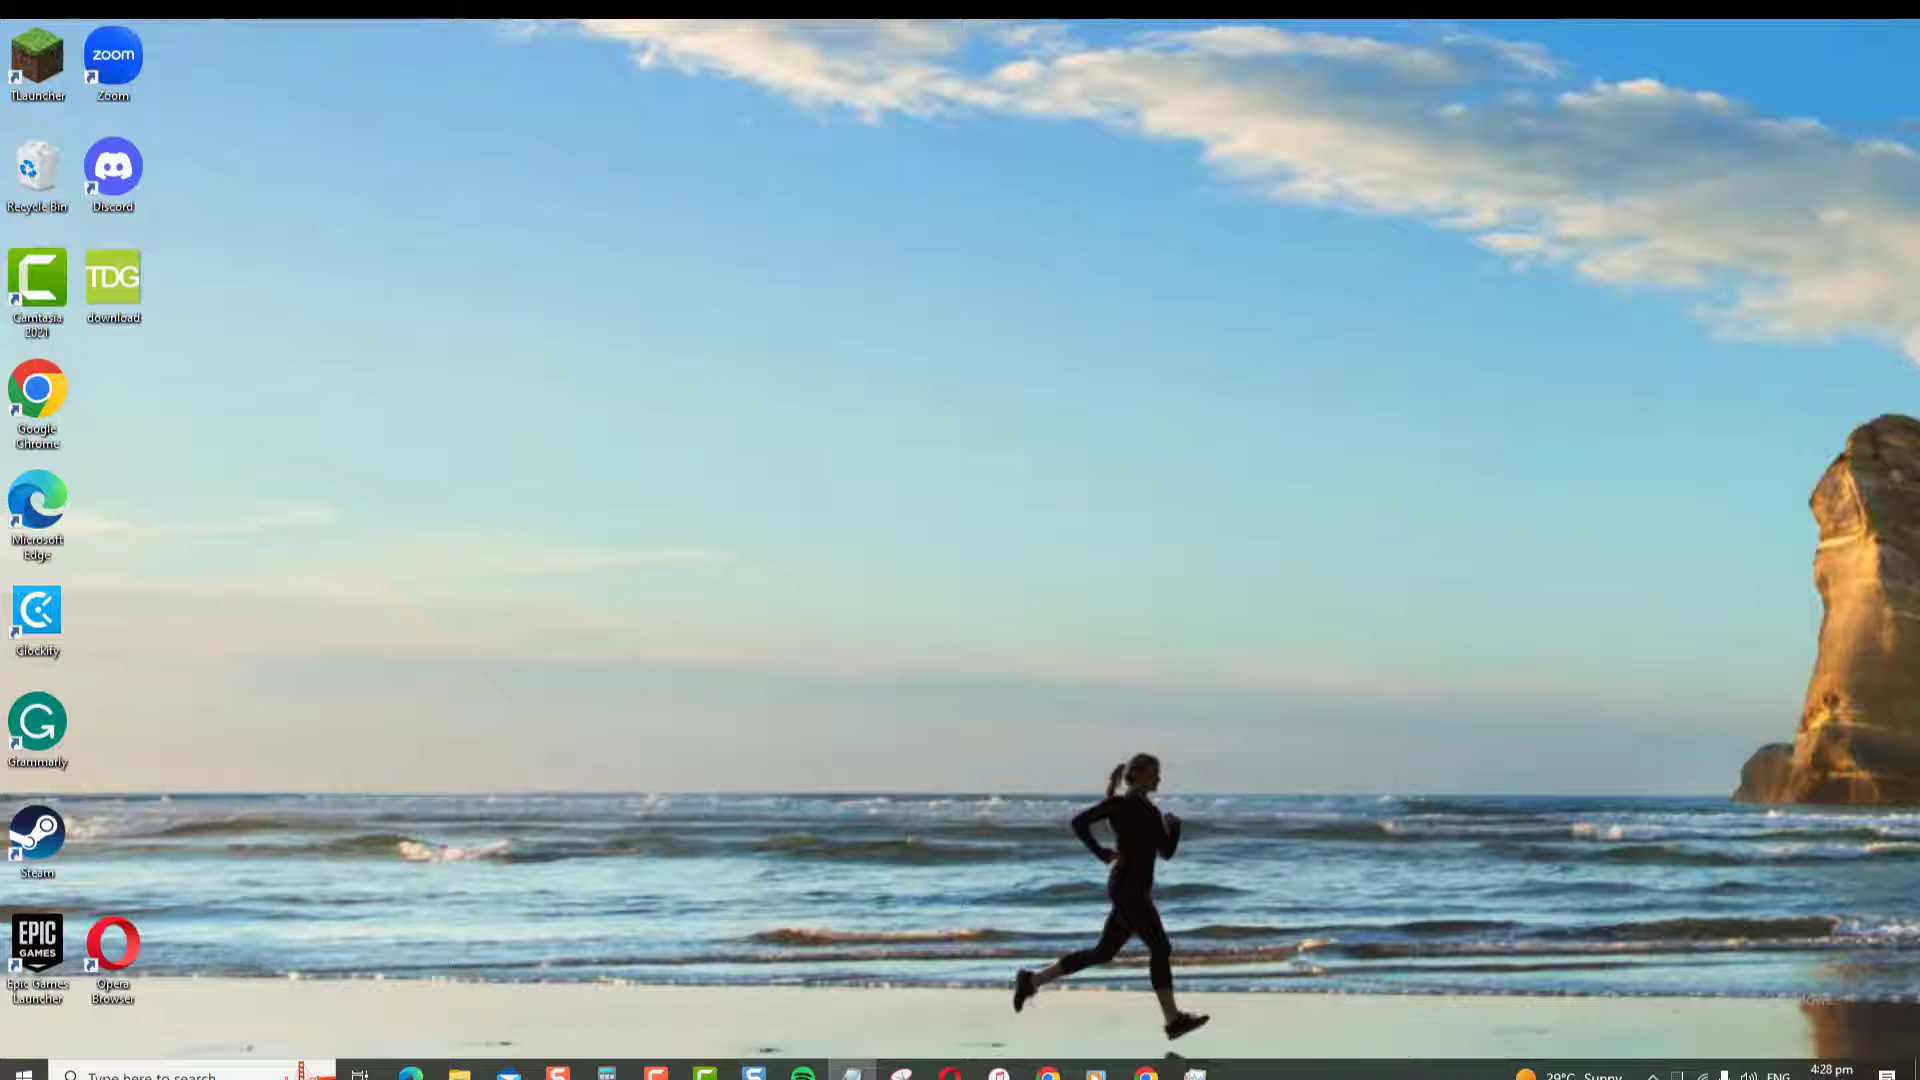 TLauncher
zoom
Zoom
Recycle Bin
Discord
Camtasia
2021
TDG
download
Google
Chrome
Microsoft
Edge
Clockify
Grammarly
Steam
EPIC
GAMES
Epic Games
Launcher
Opera
Browser
Type here to search
29°C Sunny
ENG
4:28 pm